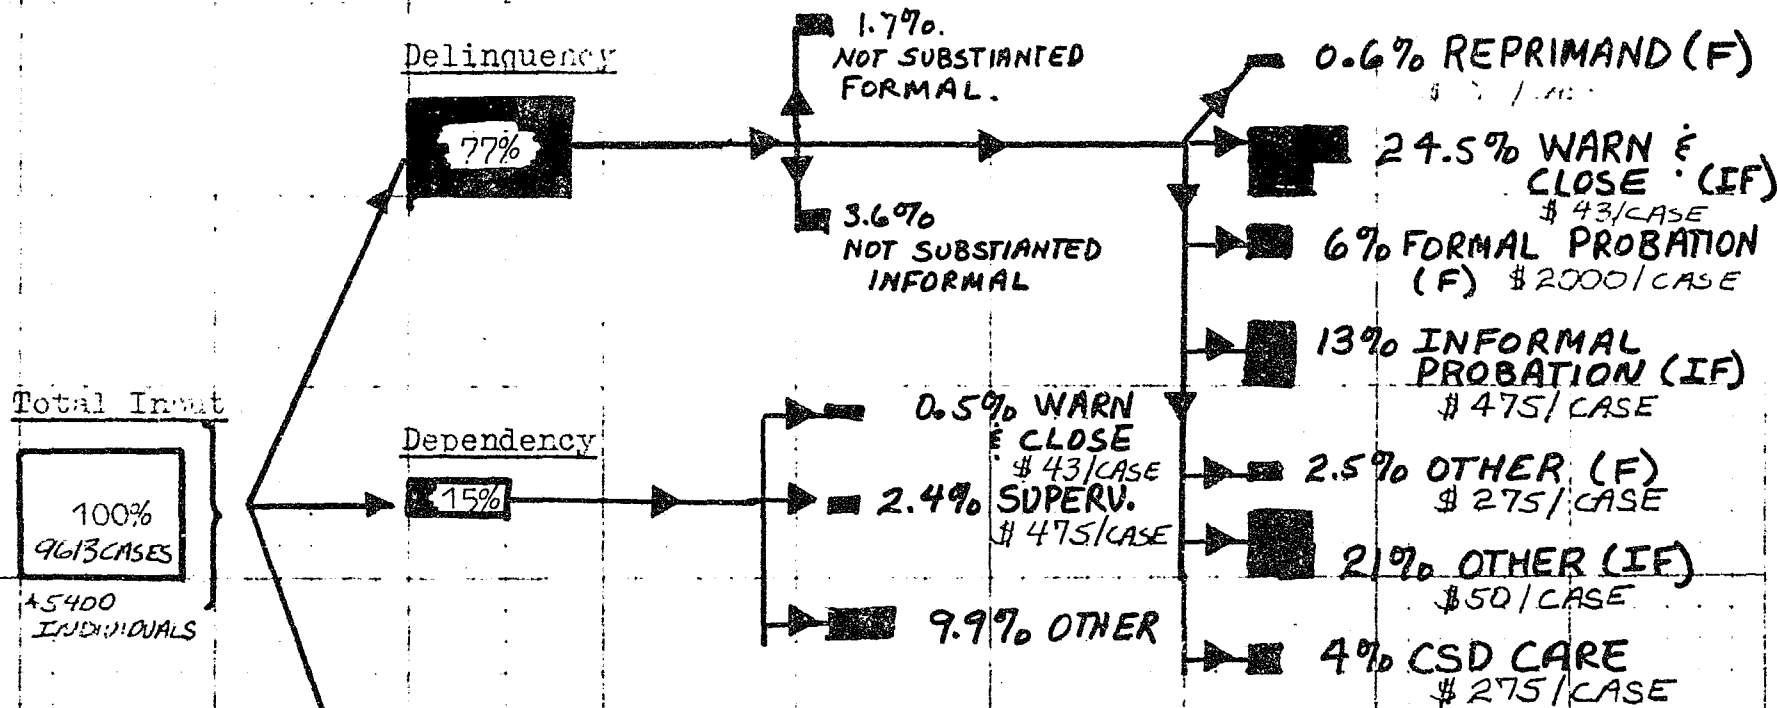 Delinquency
77%
1.7%.
NOT SUBSTIANTED
FORMAL.
3.6%
NOT SUBSTIANTED
INFORMAL
0.6% REPRIMAND (F)
24.5% WARN &
CLOSE (IF)
$ 43/CASE
6% FORMAL PROBATION
(F) $2000/CASE
13% INFORMAL
PROBATION (IF)
$ 475/CASE
2.5% OTHER (F)
$ 275/CASE
21% OTHER (IF)
$50/CASE
4% CSD CARE
$ 275/CASE
Total Input
100%
9613 CASES
*5400
INDIVIDUALS
Dependency
15%
0.5% WARN
& CLOSE
$ 43/CASE
2.4% SUPERV.
$ 475/CASE
9.9% OTHER